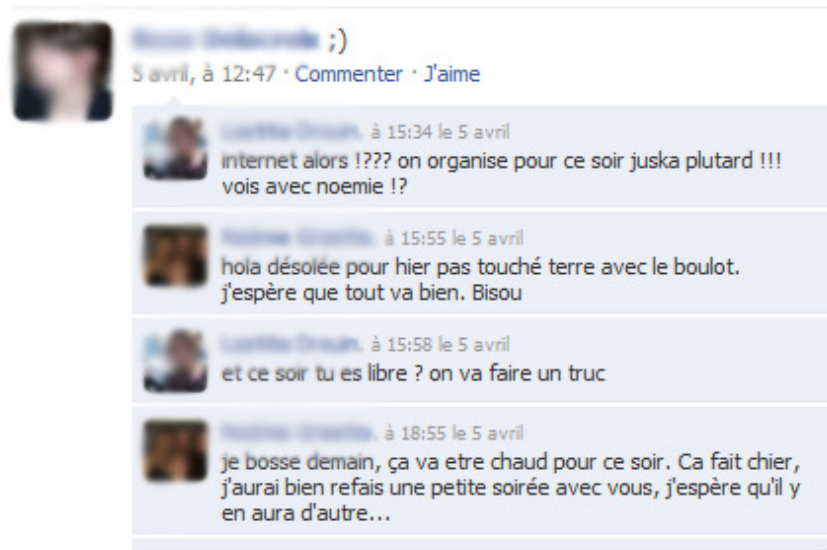 ;)
5 avril, à 12:47 · Commenter · J'aime
à 15:34 le 5 avril
internet alors !??? on organise pour ce soir juska plutard !!!
vois avec noemie !?
à 15:55 le 5 avril
hola désolée pour hier pas touché terre avec le boulot.
j'espère que tout va bien. Bisou
à 15:58 le 5 avril
et ce soir tu es libre ? on va faire un truc
à 18:55 le 5 avril
je bosse demain, ça va etre chaud pour ce soir. Ca fait chier,
j'aurai bien refais une petite soirée avec vous, j'espère qu'il y
en aura d'autre...